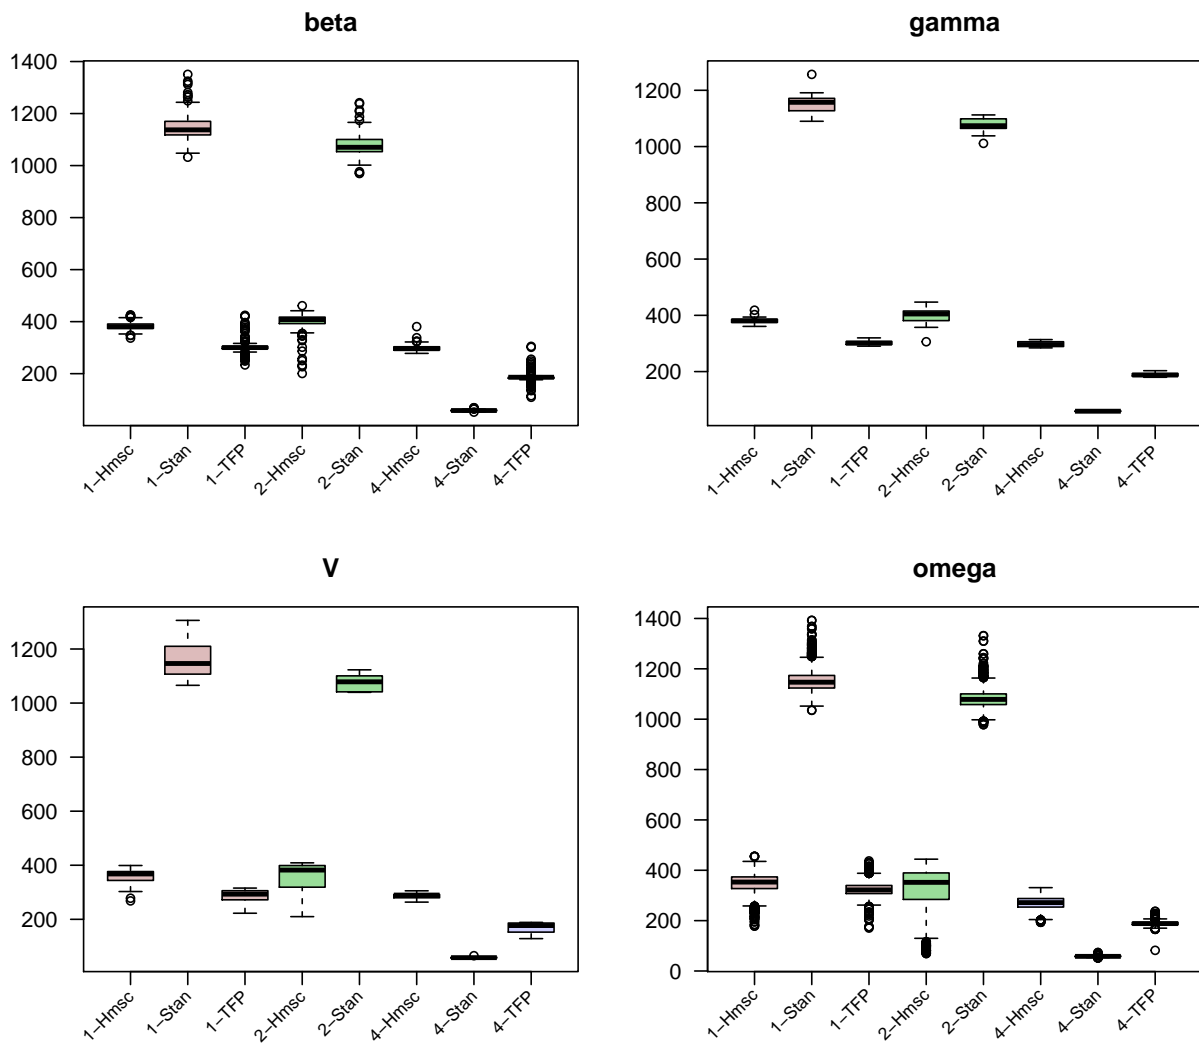 beta
1400
1200
1000
800
600
400
200
1–Hmsc
1–Stan
1–TFP
2–Hmsc
2–Stan
4–Hmsc
4–Stan
4–TFP
gamma
1200
1000
800
600
400
200
1–Hmsc
1–Stan
1–TFP
2–Hmsc
2–Stan
4–Hmsc
4–Stan
4–TFP
V
1200
1000
800
600
400
200
1–Hmsc
1–Stan
1–TFP
2–Hmsc
2–Stan
4–Hmsc
4–Stan
4–TFP
omega
1400
1200
1000
800
600
400
200
0
1–Hmsc
1–Stan
1–TFP
2–Hmsc
2–Stan
4–Hmsc
4–Stan
4–TFP